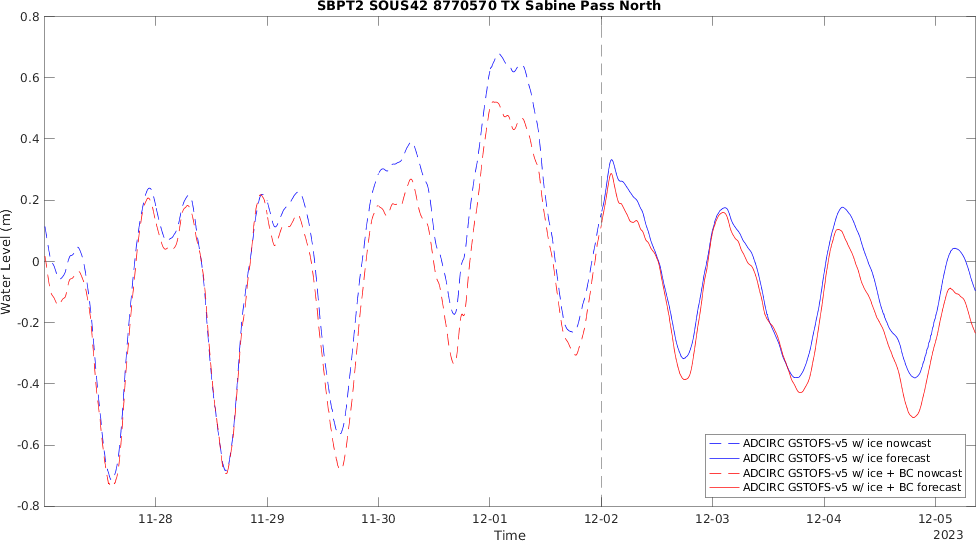 SBPT2 SOUS42 8770570 TX Sabine Pass North
Water Level (m)
0.8
0.6
0.4
0.2
0
-0.2
-0.4
-0.6
-0.8
11-28
11-29
11-30
12-01
12-02
12-03
12-04
12-05
2023
Time
ADCIRC GSTOFS-v5 w/ ice nowcast
ADCIRC GSTOFS-v5 w/ ice forecast
ADCIRC GSTOFS-v5 w/ ice + BC nowcast
ADCIRC GSTOFS-v5 w/ ice + BC forecast